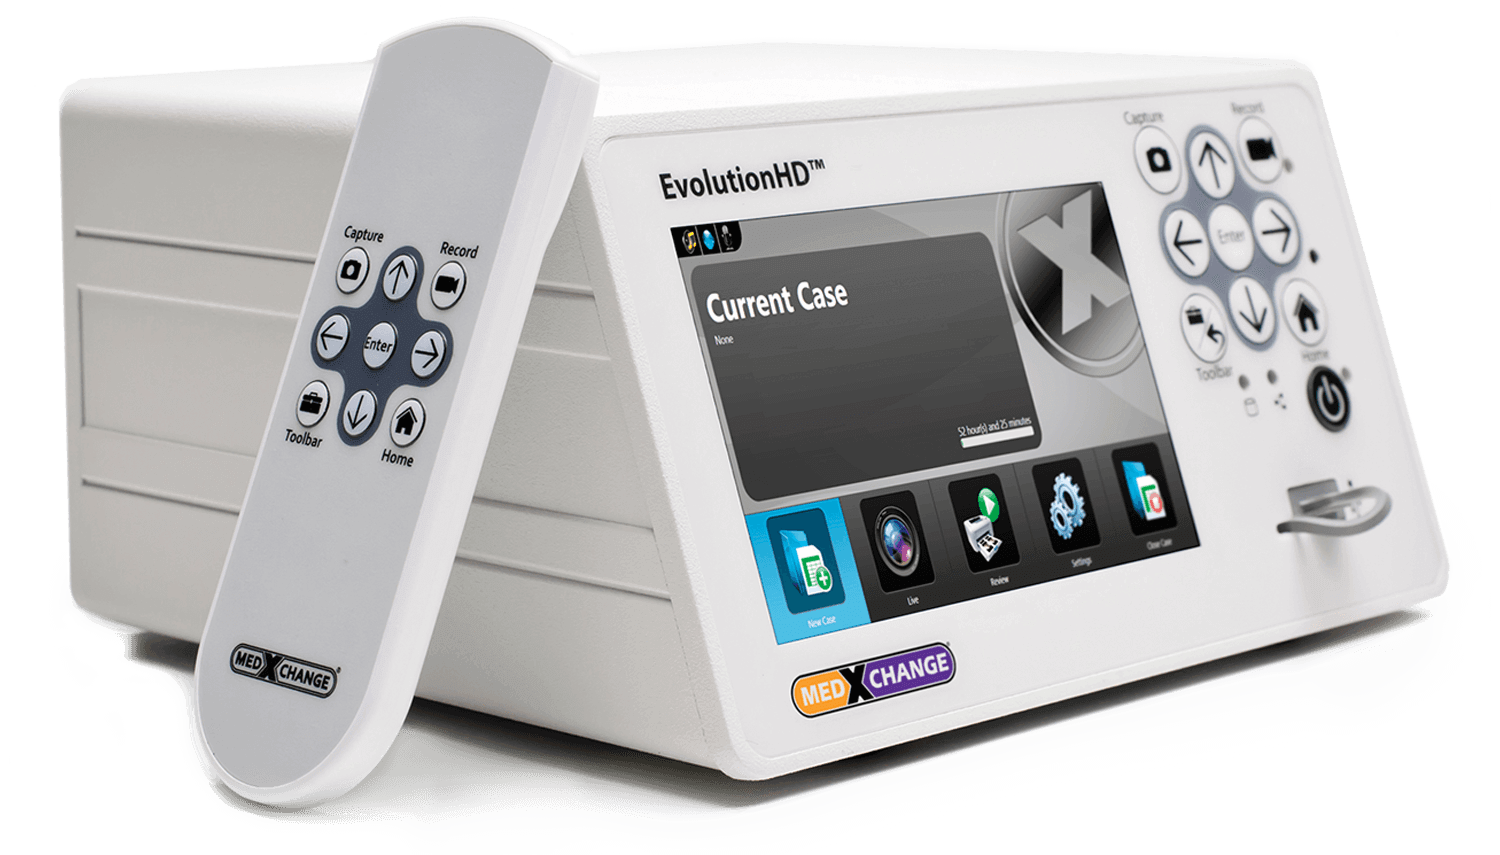 Capture
Record
Enter
Toolbar
Home
MED X CHANGE®
EvolutionHD™
Current Case
None
52 hour(s) and 25 minutes
New Case
Live
Review
Settings
Close Case
X
MED X CHANGE
Capture
Record
Enter
Toolbar
Home